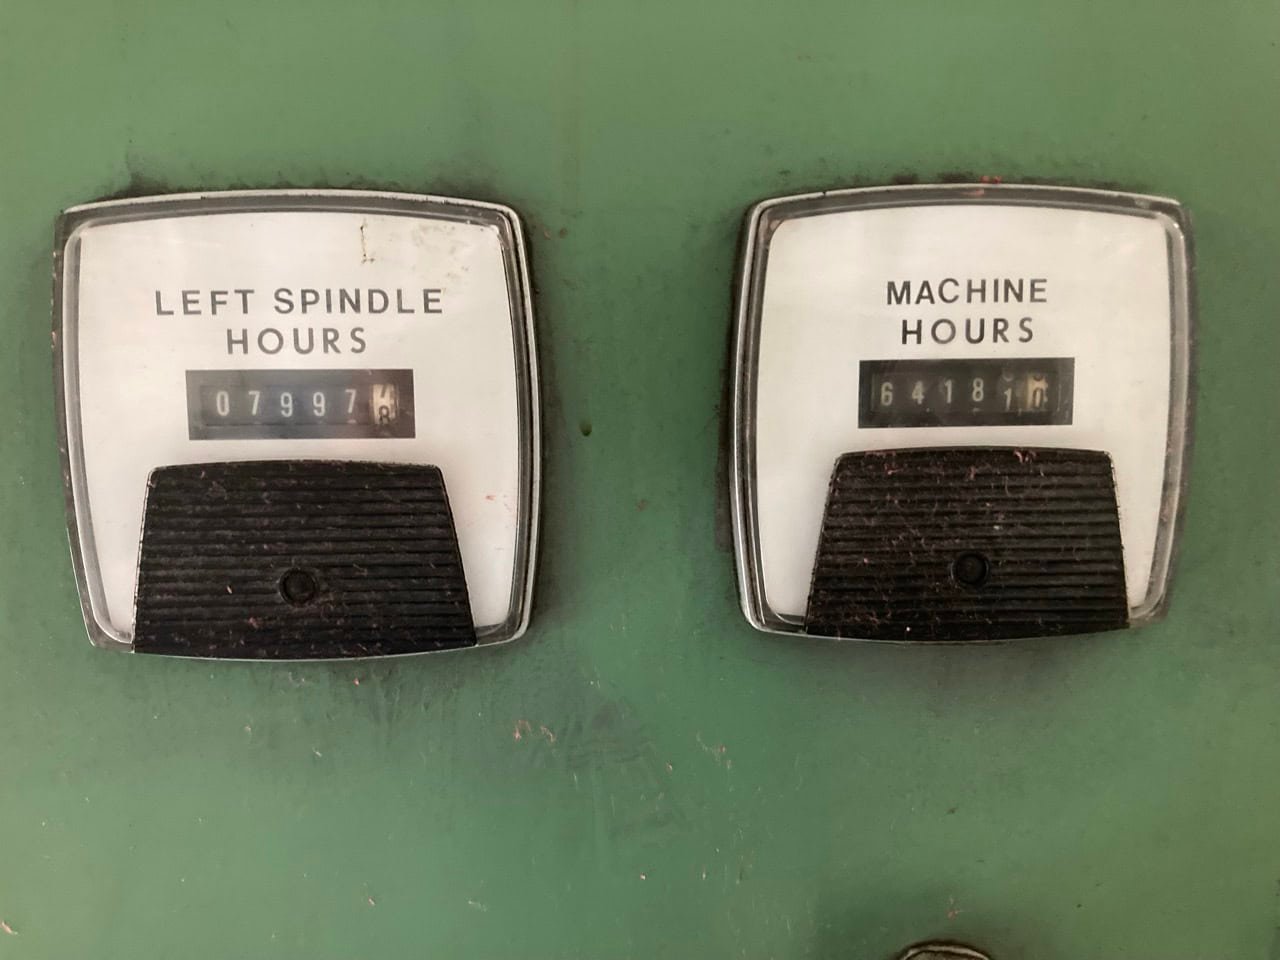 LEFT SPINDLE
HOURS
07997
MACHINE
HOURS
6418